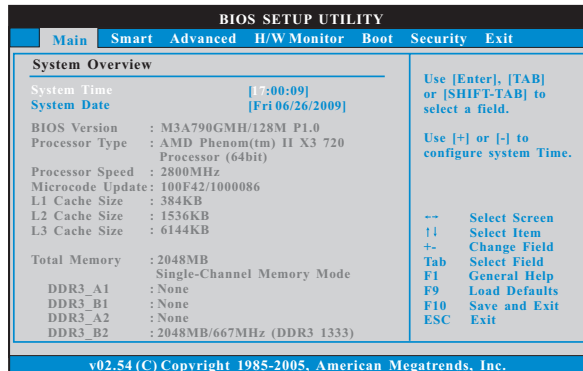 BIOS SETUP UTILITY
Main Smart Advanced H/W Monitor Boot Security Exit
System Overview
System Time [17:00:09]
System Date [Fri 06/26/2009]
BIOS Version : M3A790GMH/128M P1.0
Processor Type : AMD Phenom(tm) II X3 720
Processor (64bit)
Processor Speed : 2800MHz
Microcode Update : 100F42/1000086
L1 Cache Size : 384KB
L2 Cache Size : 1536KB
L3 Cache Size : 6144KB
Total Memory : 2048MB
Single-Channel Memory Mode
DDR3_A1 : None
DDR3_B1 : None
DDR3_A2 : None
DDR3_B2 : 2048MB/667MHz (DDR3 1333)
Use [Enter], [TAB]
or [SHIFT-TAB] to
select a field.
Use [+] or [-] to
configure system Time.
←→ Select Screen
↑↓ Select Item
+- Change Field
Tab Select Field
F1 General Help
F9 Load Defaults
F10 Save and Exit
ESC Exit
v02.54 (C) Copyright 1985-2005, American Megatrends, Inc.